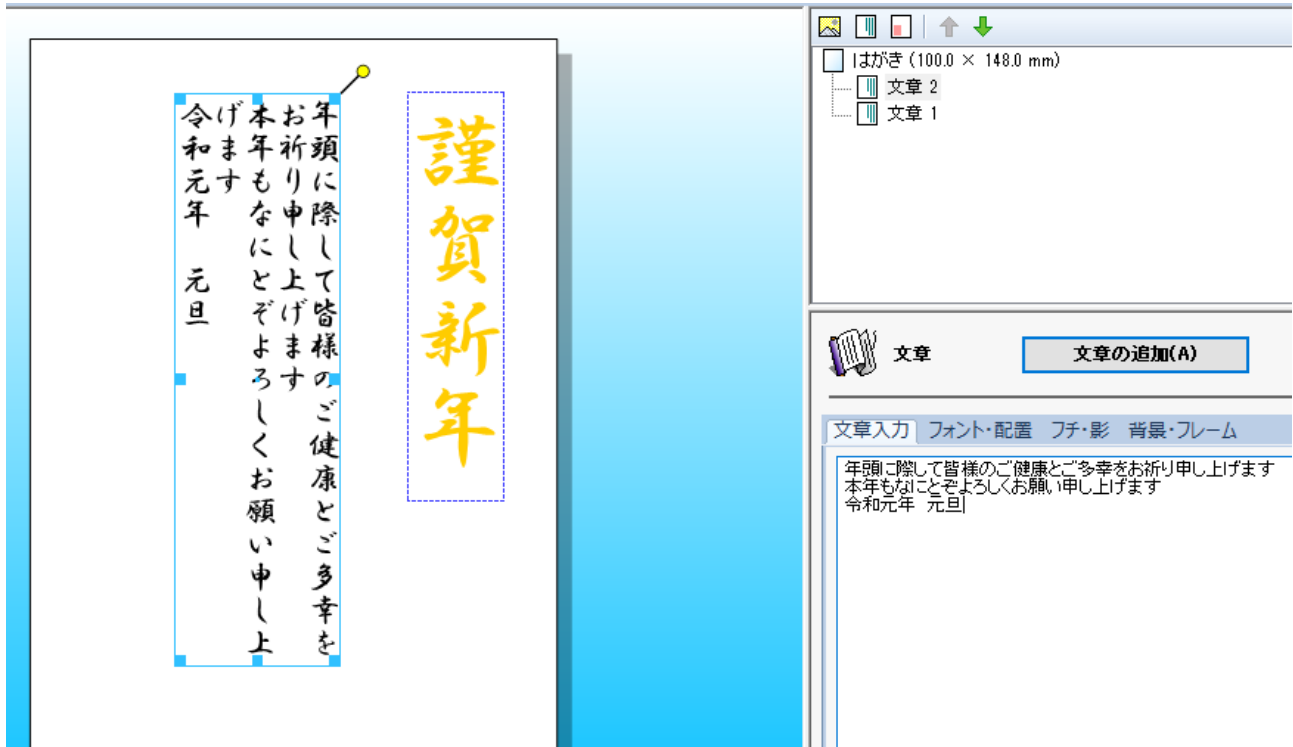 謹賀新年
年頭に際して皆様のご健康とご多幸を
お祈り申し上げます
本年もなにとぞよろしくお願い申し上
げます
令和元年　元旦
はがき (100.0 × 148.0 mm)
文章 2
文章 1
文章
文章の追加(A)
文章入力 フォント・配置 フチ・影 背景・フレーム
年頭に際して皆様のご健康とご多幸をお祈り申し上げます
本年もなにとぞよろしくお願い申し上げます
令和元年　元旦